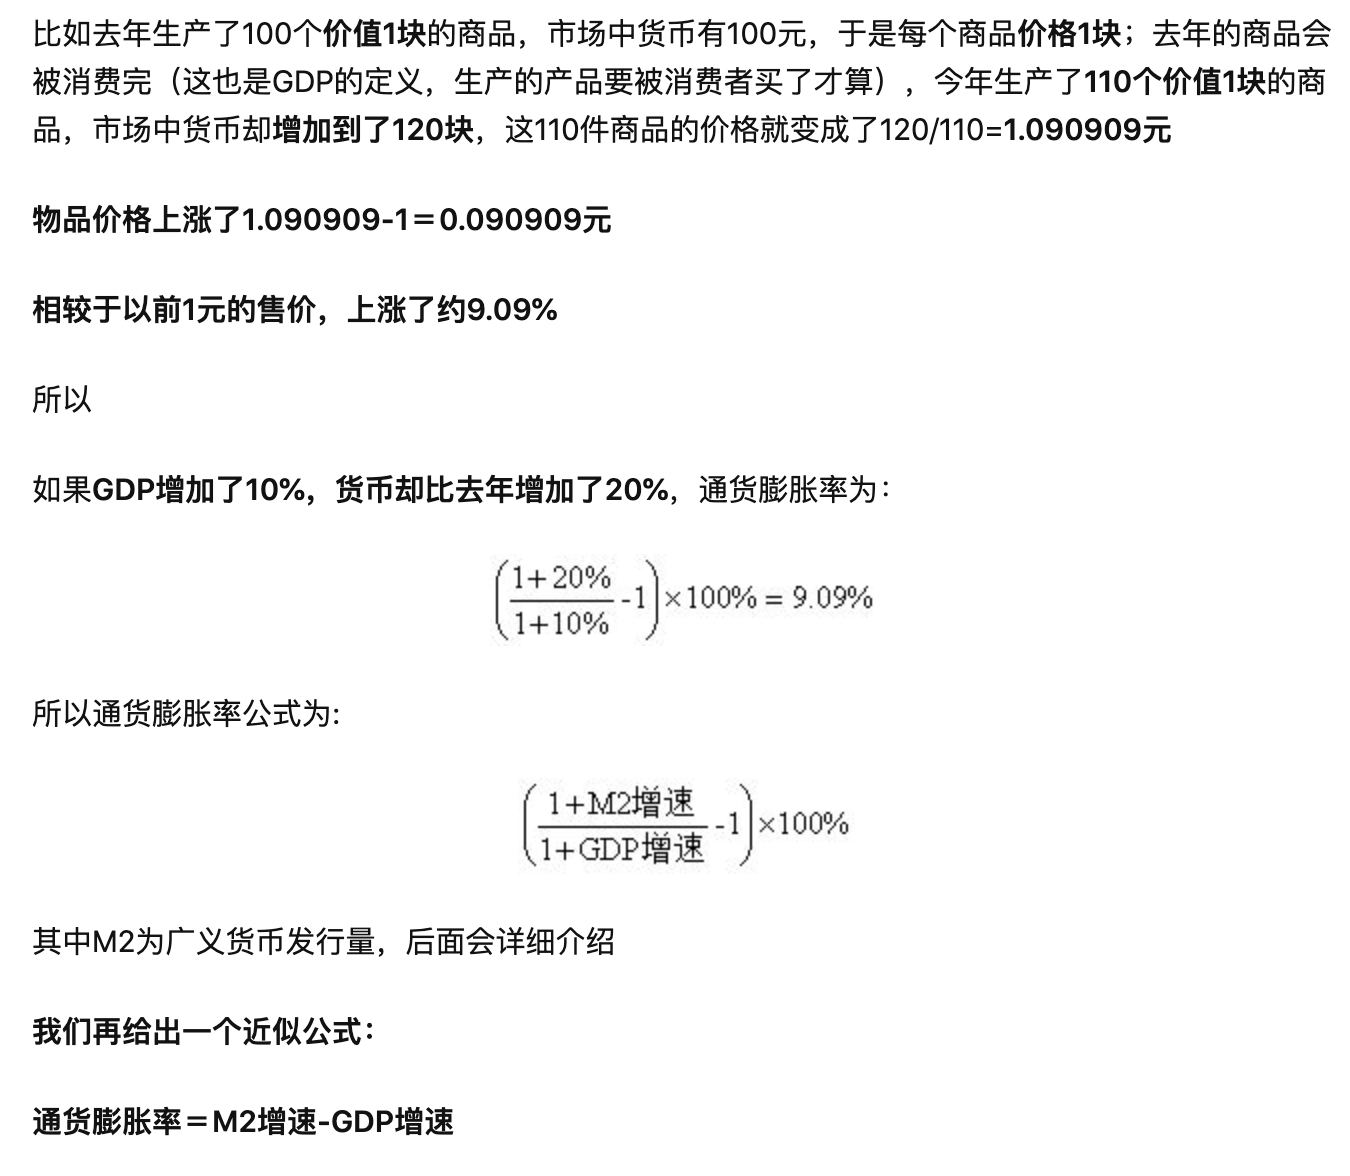 比如去年生产了100个价值1块的商品，市场中货币有100元，于是每个商品价格1块；去年的商品会
被消费完（这也是GDP的定义，生产的产品要被消费者买了才算），今年生产了110个价值1块的商
品，市场中货币却增加到了120块，这110件商品的价格就变成了120/110=1.090909元
物品价格上涨了1.090909-1＝0.090909元
相较于以前1元的售价，上涨了约9.09%
所以
如果GDP增加了10%，货币却比去年增加了20%，通货膨胀率为：
(1+20%/1+10% -1)×100% = 9.09%
所以通货膨胀率公式为:
(1+M2增速/1+GDP增速 -1)×100%
其中M2为广义货币发行量，后面会详细介绍
我们再给出一个近似公式：
通货膨胀率＝M2增速-GDP增速